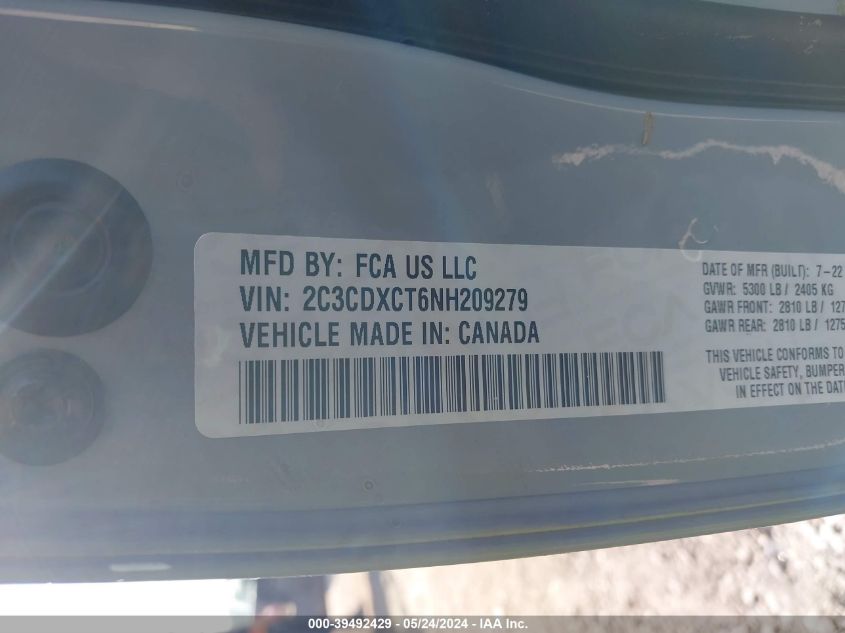 MFD BY: FCA US LLC
VIN: 2C3CDXCT6NH209279
VEHICLE MADE IN: CANADA
DATE OF MFR (BUILT): 7-22
GVWR: 5300 LB / 2405 KG
GAWR FRONT: 2810 LB / 127
GAWR REAR: 2810 LB / 1275
THIS VEHICLE CONFORMS TO
VEHICLE SAFETY, BUMPER
IN EFFECT ON THE DAT
000-39492429 - 05/24/2024 - IAA Inc.